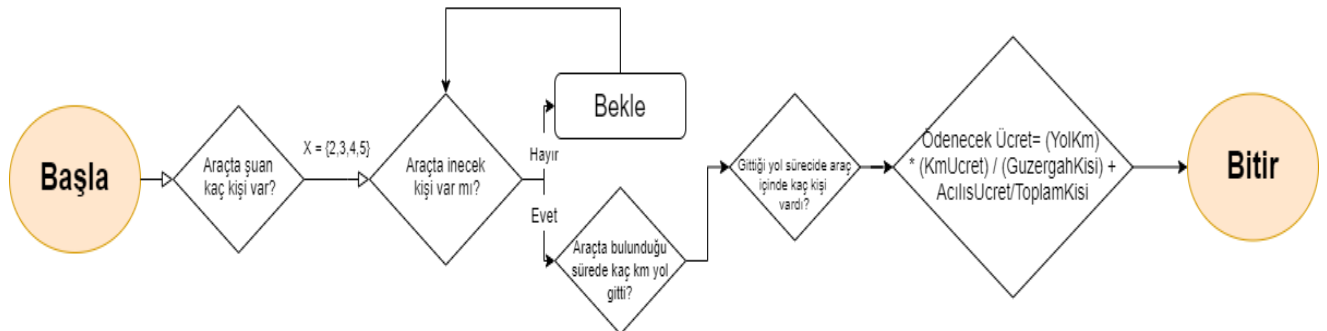 Başla
Araçta şuan
kaç kişi var?
X = {2,3,4,5}
Araçta inecek
kişi var mı?
Bekle
Hayır
Evet
Araçta bulunduğu
sürede kaç km yol
gitti?
Gittiği yol sürecide araç
içinde kaç kişi
vardı?
Ödenecek Ücret= (YolKm)
* (KmUcret) / (GuzergahKisi) +
AcılısUcret/ToplamKisi
Bitir